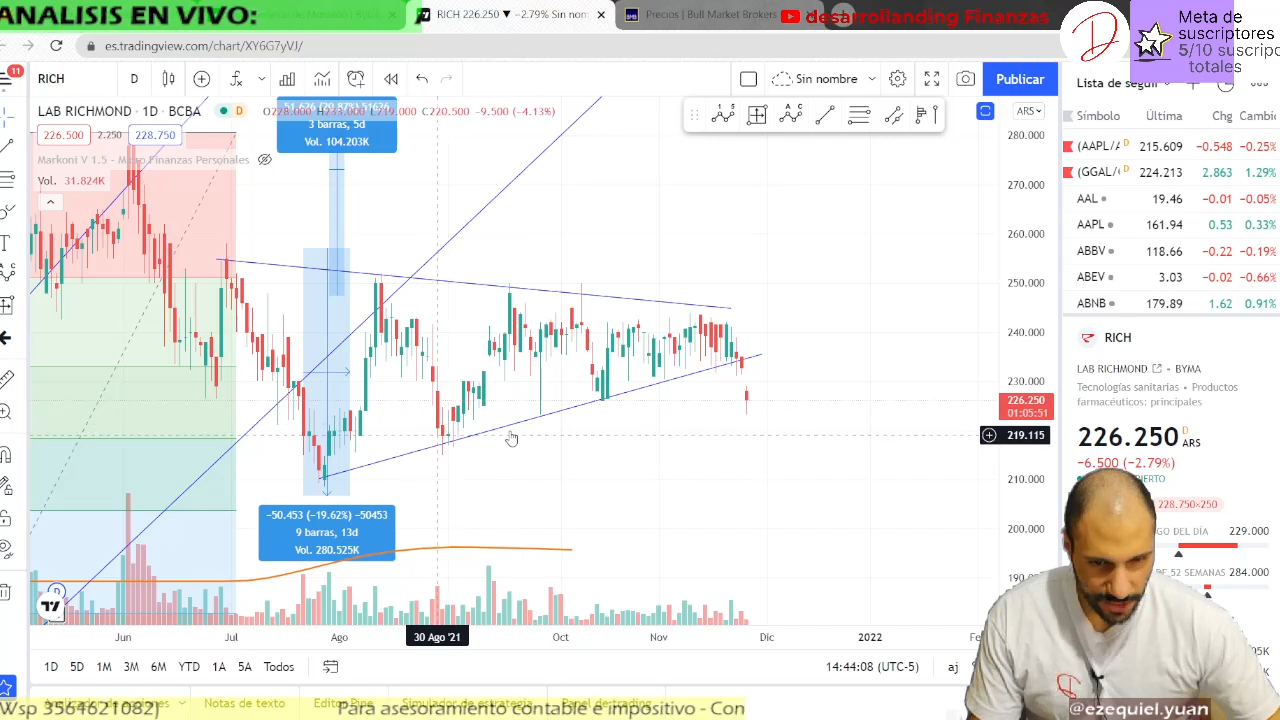 ANALISIS EN VIVO:
RICH 226.250 ▼ −2.79% Sin nom
Precios | Bull Market Brokers
desarrollanding Finanzas
Meta de
suscriptores
5/10 suscrip
totales
es.tradingview.com/chart/XY6G7yVJ/
11
RICH
D
Sin nombre
Publicar
Lista de segui
LAB RICHMOND · 1D · BCBA
D
O228.000 H233.000 L219.000 C220.500 −9.500 (−4.13%)
226.500
2.250
228.750
Markoni V 1.5 - Micro Finanzas Personales
Vol. 31.824K
3 barras, 5d
Vol. 104.203K
ARS
280.000
270.000
260.000
250.000
240.000
230.000
226.250
01:05:51
219.115
210.000
200.000
190.000
−50.453 (−19.62%) −50453
9 barras, 13d
Vol. 280.525K
Jun
Jul
Ago
30 Ago '21
Oct
Nov
Dic
2022
1D
5D
1M
3M
6M
YTD
1A
5A
Todos
14:44:08 (UTC-5)
Símbolo
Última
Chg
Cambio
(AAPL/
D
215.609
−0.548
−0.25%
(GGAL/
D
224.213
2.863
1.29%
AAL
19.46
−0.01
−0.05%
AAPL
161.94
0.53
0.33%
ABBV
118.66
−0.22
−0.19%
ABEV
3.03
−0.02
−0.66%
ABNB
179.89
1.62
0.91%
RICH
LAB RICHMOND
BYMA
Tecnologías sanitarias • Productos
farmacéuticos: principales
226.250
D
ARS
−6.500 (−2.79%)
228.750×250
229.000
DE 52 SEMANAS
284.000
Notas de texto
Editor Pine
Simulador de estrategia
Panel de trading
Wsp 3564621082)
Para asesoramiento contable e impositivo - Con
@ezequiel.yuan